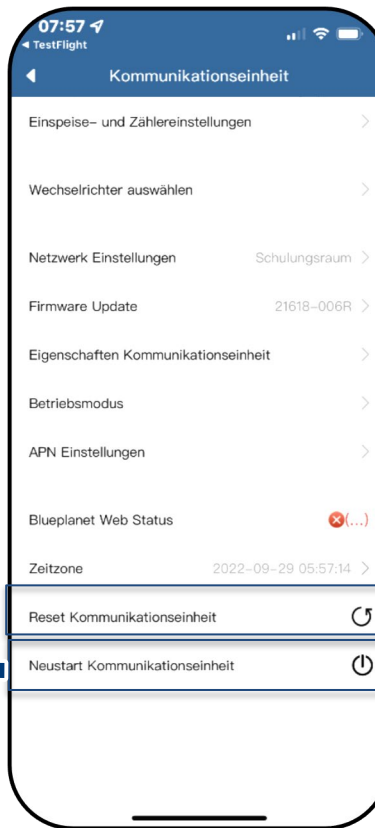 07:57
◀ TestFlight
Kommunikationseinheit
Einspeise- und Zählereinstellungen
Wechselrichter auswählen
Netzwerk Einstellungen Schulungsraum
Firmware Update 21618-006R
Eigenschaften Kommunikationseinheit
Betriebsmodus
APN Einstellungen
Blueplanet Web Status (...)
Zeitzone 2022-09-29 05:57:14
Reset Kommunikationseinheit
Neustart Kommunikationseinheit